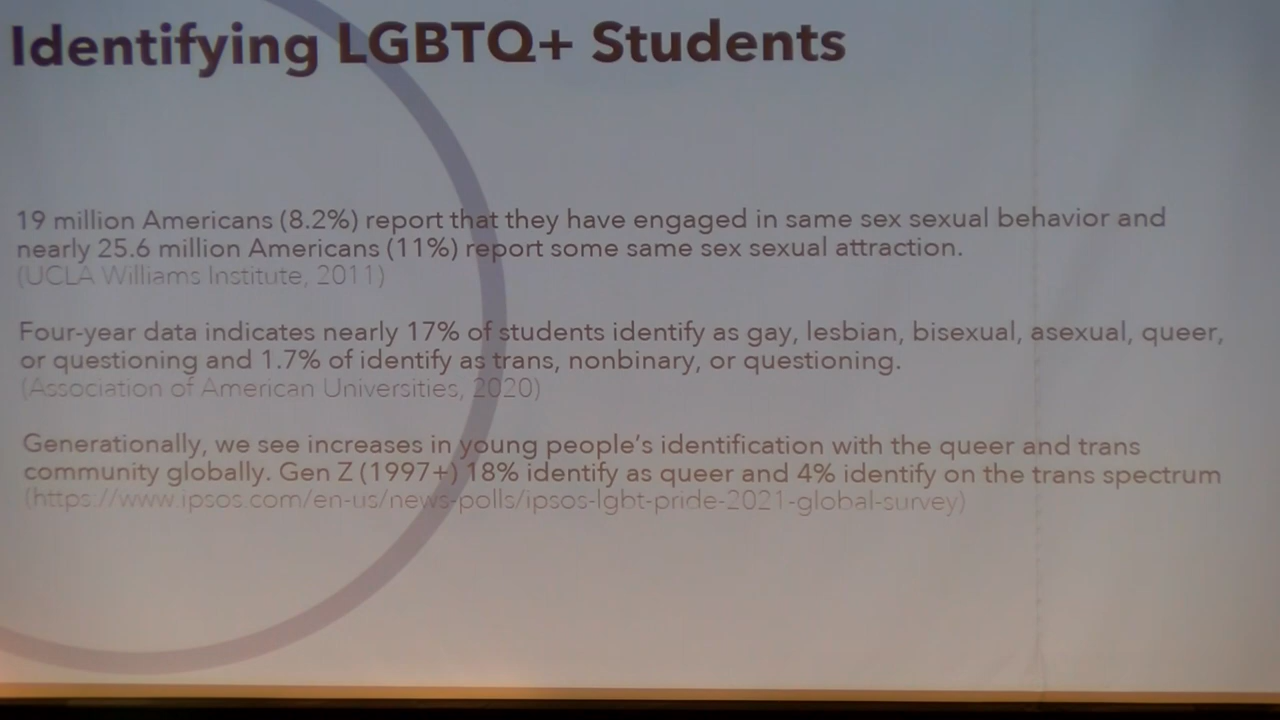 Identifying LGBTQ+ Students
19 million Americans (8.2%) report that they have engaged in same sex sexual behavior and
nearly 25.6 million Americans (11%) report some same sex sexual attraction.
(UCLA Williams Institute, 2011)
Four-year data indicates nearly 17% of students identify as gay, lesbian, bisexual, asexual, queer,
or questioning and 1.7% of identify as trans, nonbinary, or questioning.
(Association of American Universities, 2020)
Generationally, we see increases in young people's identification with the queer and trans
community globally. Gen Z (1997+) 18% identify as queer and 4% identify on the trans spectrum
(https://www.ipsos.com/en-us/news-polls/ipsos-lgbt-pride-2021-global-survey)